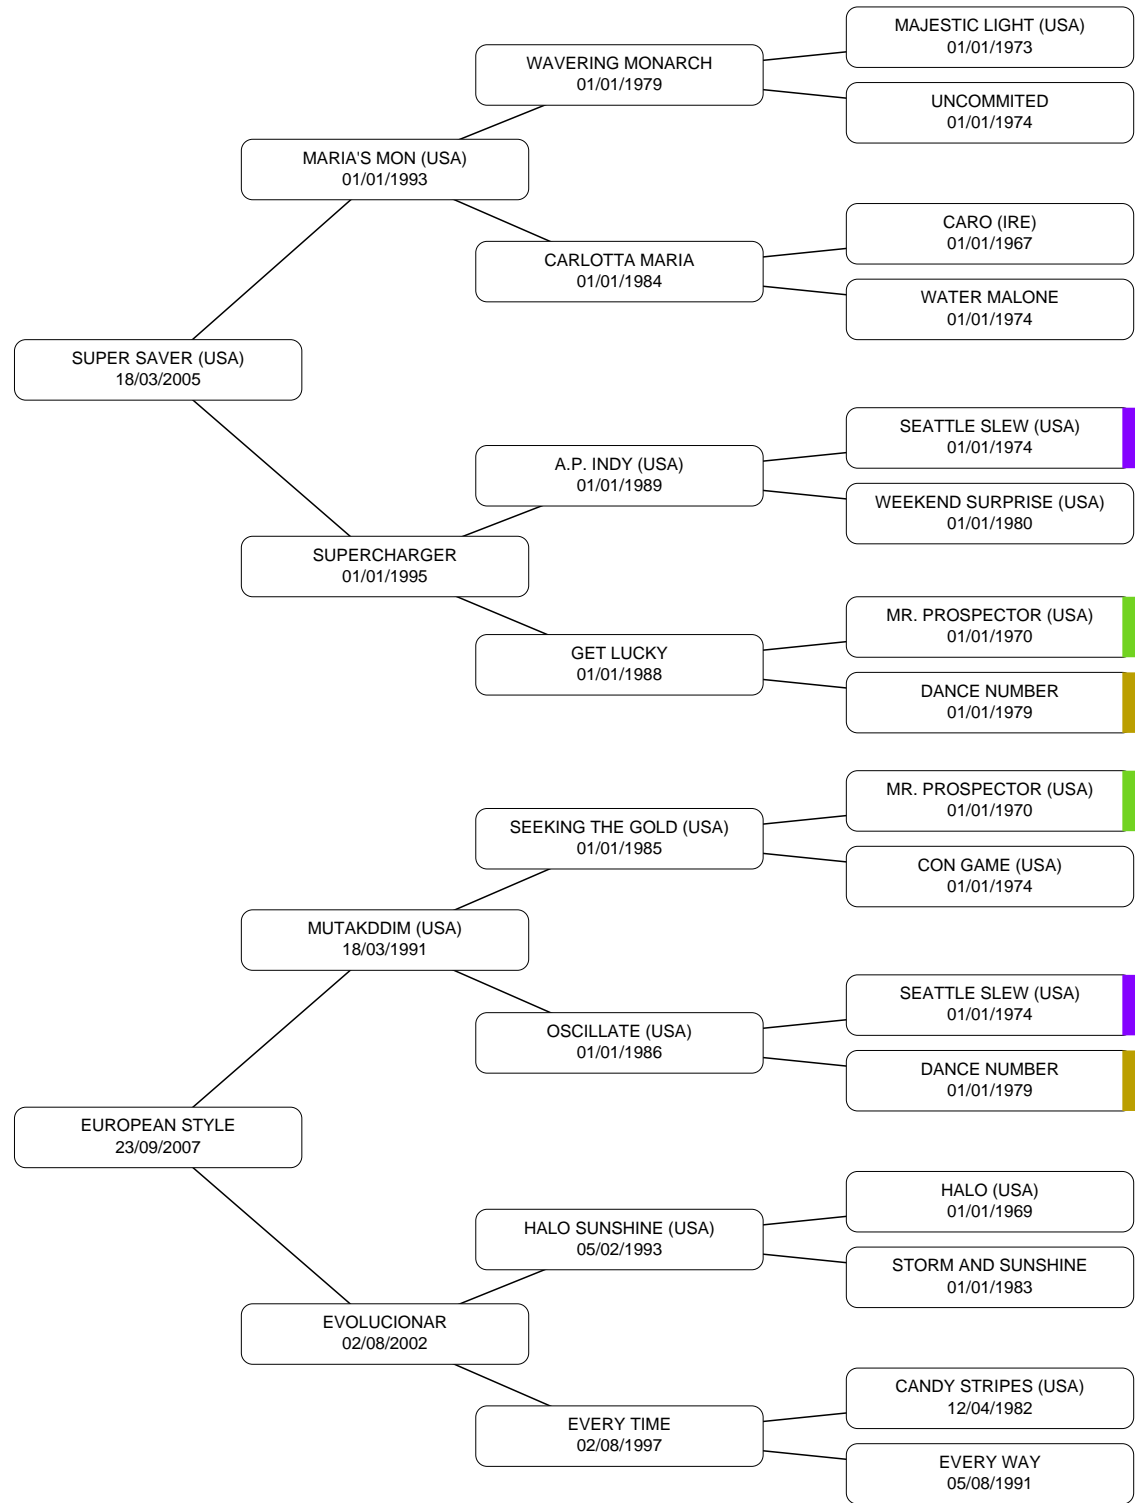 MAJESTIC LIGHT (USA)
01/01/1973
WAVERING MONARCH
01/01/1979
UNCOMMITED
01/01/1974
MARIA'S MON (USA)
01/01/1993
CARO (IRE)
01/01/1967
CARLOTTA MARIA
01/01/1984
WATER MALONE
01/01/1974
SUPER SAVER (USA)
18/03/2005
SEATTLE SLEW (USA)
01/01/1974
A.P. INDY (USA)
01/01/1989
WEEKEND SURPRISE (USA)
01/01/1980
SUPERCHARGER
01/01/1995
MR. PROSPECTOR (USA)
01/01/1970
GET LUCKY
01/01/1988
DANCE NUMBER
01/01/1979
MR. PROSPECTOR (USA)
01/01/1970
SEEKING THE GOLD (USA)
01/01/1985
CON GAME (USA)
01/01/1974
MUTAKDDIM (USA)
18/03/1991
SEATTLE SLEW (USA)
01/01/1974
OSCILLATE (USA)
01/01/1986
DANCE NUMBER
01/01/1979
EUROPEAN STYLE
23/09/2007
HALO (USA)
01/01/1969
HALO SUNSHINE (USA)
05/02/1993
STORM AND SUNSHINE
01/01/1983
EVOLUCIONAR
02/08/2002
CANDY STRIPES (USA)
12/04/1982
EVERY TIME
02/08/1997
EVERY WAY
05/08/1991